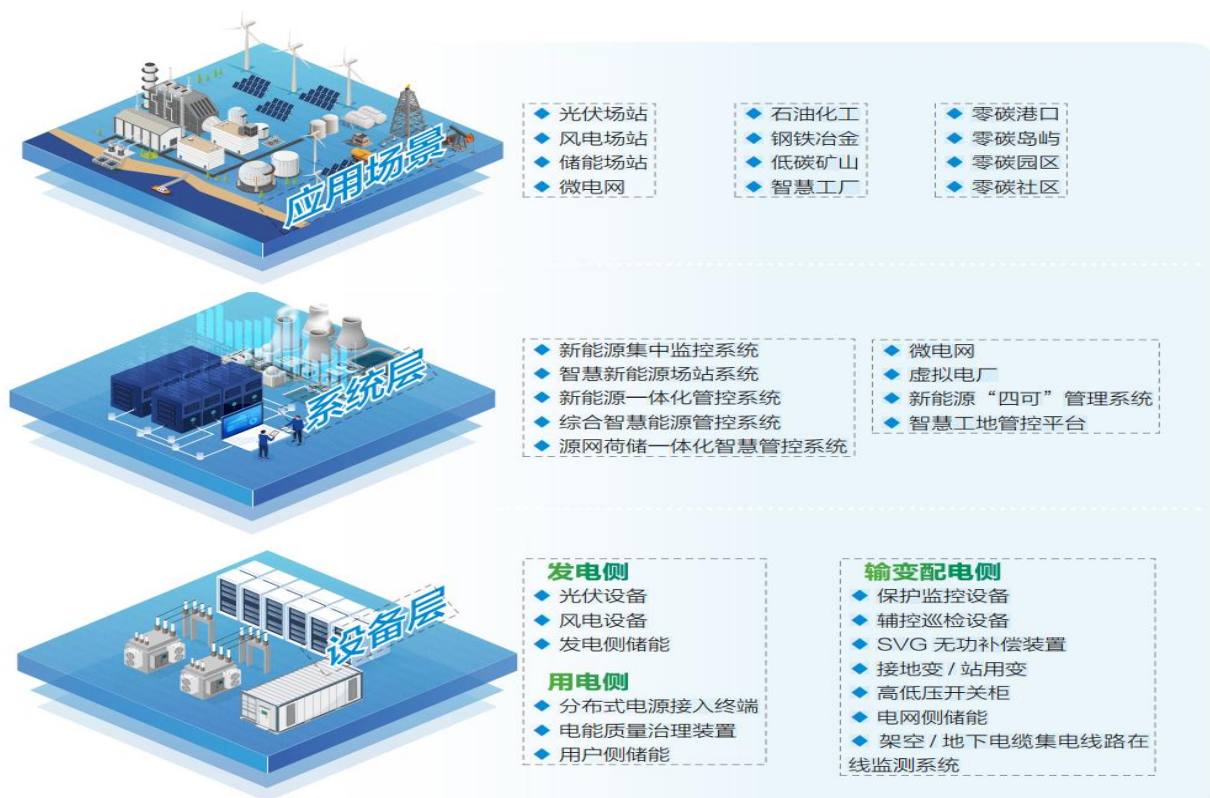 应用场景
◆ 光伏场站
◆ 风电场站
◆ 储能场站
◆ 微电网
◆ 石油化工
◆ 钢铁冶金
◆ 低碳矿山
◆ 智慧工厂
◆ 零碳港口
◆ 零碳岛屿
◆ 零碳园区
◆ 零碳社区
系统层
◆ 新能源集中监控系统
◆ 智慧新能源场站系统
◆ 新能源一体化管控系统
◆ 综合智慧能源管控系统
◆ 源网荷储一体化智慧管控系统
◆ 微电网
◆ 虚拟电厂
◆ 新能源“四可”管理系统
◆ 智慧工地管控平台
设备层
发电侧
◆ 光伏设备
◆ 风电设备
◆ 发电侧储能
用电侧
◆ 分布式电源接入终端
◆ 电能质量治理装置
◆ 用户侧储能
输变配电侧
◆ 保护监控设备
◆ 辅控巡检设备
◆ SVG 无功补偿装置
◆ 接地变 / 站用变
◆ 高低压开关柜
◆ 电网侧储能
◆ 架空 / 地下电缆集电线路在
线监测系统